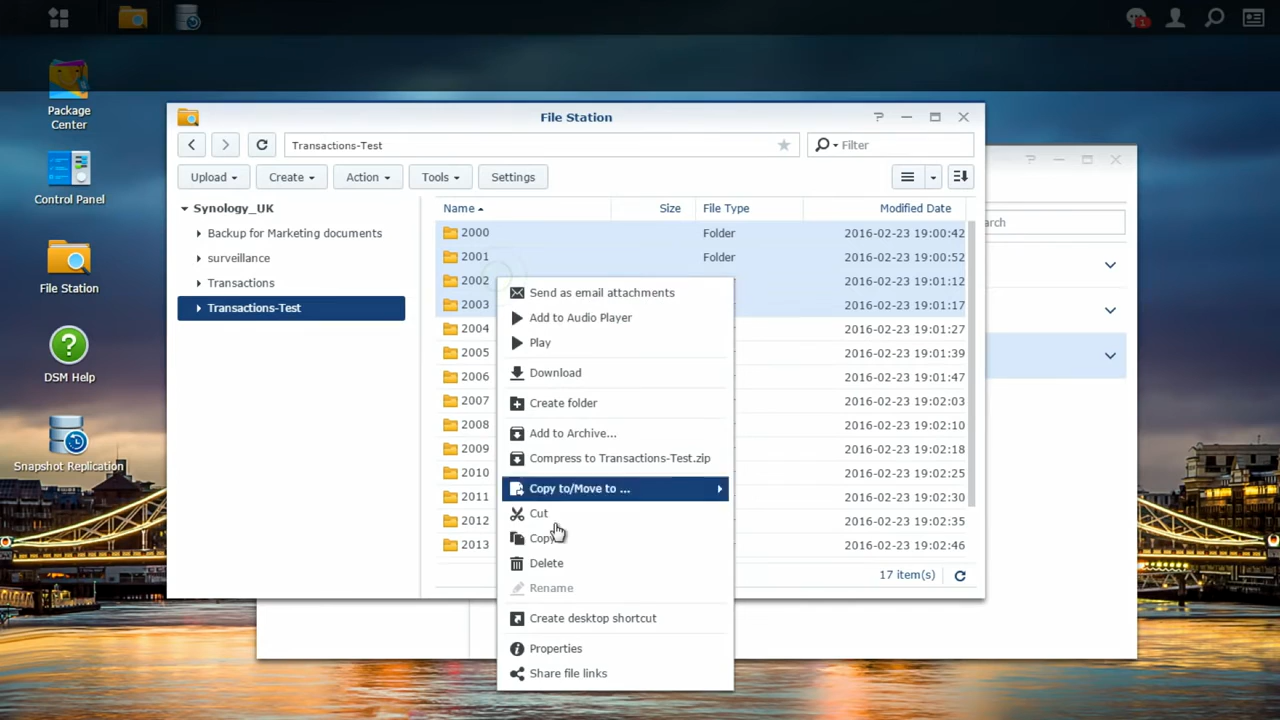 1
Package
Center
Control Panel
File Station
?
DSM Help
Snapshot Replication
File Station
?
Transactions-Test
Filter
Upload
Create
Action
Tools
Settings
Synology_UK
Backup for Marketing documents
surveillance
Transactions
Transactions-Test
Name Size File Type Modified Date
2000 Folder 2016-02-23 19:00:42
2001 Folder 2016-02-23 19:00:52
2002 2016-02-23 19:01:12
2003 2016-02-23 19:01:17
2004 2016-02-23 19:01:27
2005 2016-02-23 19:01:39
2006 2016-02-23 19:01:47
2007 2016-02-23 19:02:03
2008 2016-02-23 19:02:10
2009 2016-02-23 19:02:18
2010 2016-02-23 19:02:25
2011 2016-02-23 19:02:30
2012 2016-02-23 19:02:35
2013 2016-02-23 19:02:46
17 item(s)
Send as email attachments
Add to Audio Player
Play
Download
Create folder
Add to Archive...
Compress to Transactions-Test.zip
Copy to/Move to ...
Cut
Copy
Delete
Rename
Create desktop shortcut
Properties
Share file links
?
arch